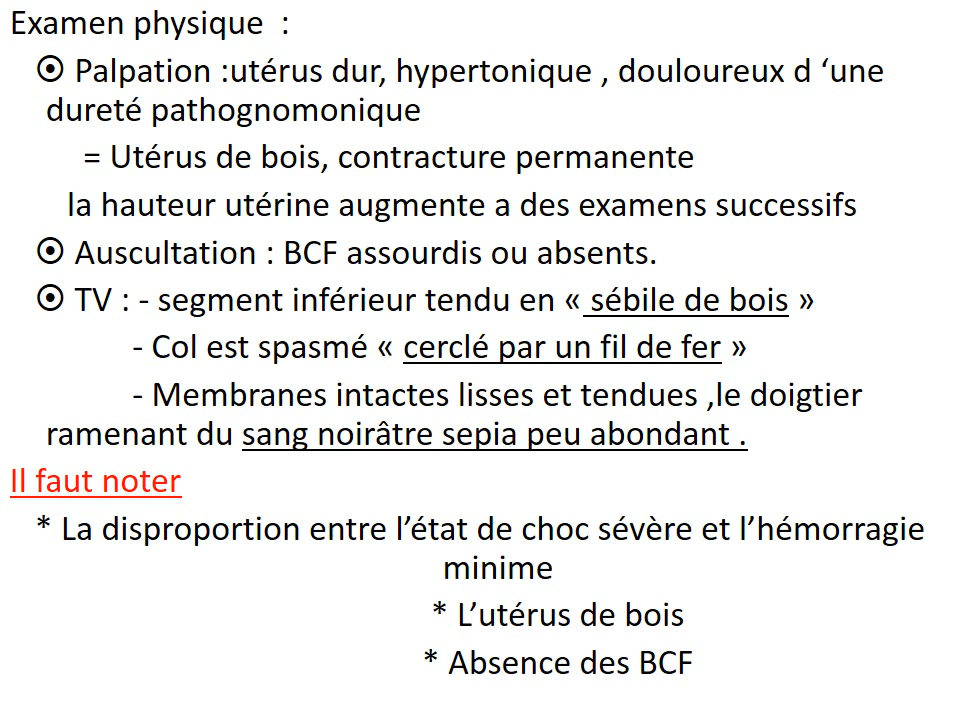 Examen physique  :
⦿ Palpation :utérus dur, hypertonique , douloureux d ‘une
dureté pathognomonique
= Utérus de bois, contracture permanente
la hauteur utérine augmente a des examens successifs
⦿ Auscultation : BCF assourdis ou absents.
⦿ TV : - segment inférieur tendu en « sébile de bois »
- Col est spasmé « cerclé par un fil de fer »
- Membranes intactes lisses et tendues ,le doigtier
ramenant du sang noirâtre sepia peu abondant .
Il faut noter
* La disproportion entre l’état de choc sévère et l’hémorragie
minime
* L’utérus de bois
* Absence des BCF